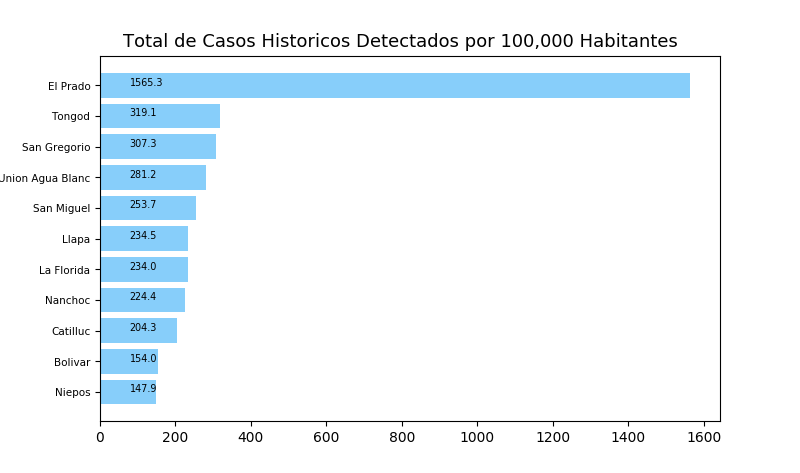 Total de Casos Historicos Detectados por 100,000 Habitantes
El Prado 1565.3
Tongod 319.1
San Gregorio 307.3
Union Agua Blanc 281.2
San Miguel 253.7
Llapa 234.5
La Florida 234.0
Nanchoc 224.4
Catilluc 204.3
Bolivar 154.0
Niepos 147.9
0 200 400 600 800 1000 1200 1400 1600